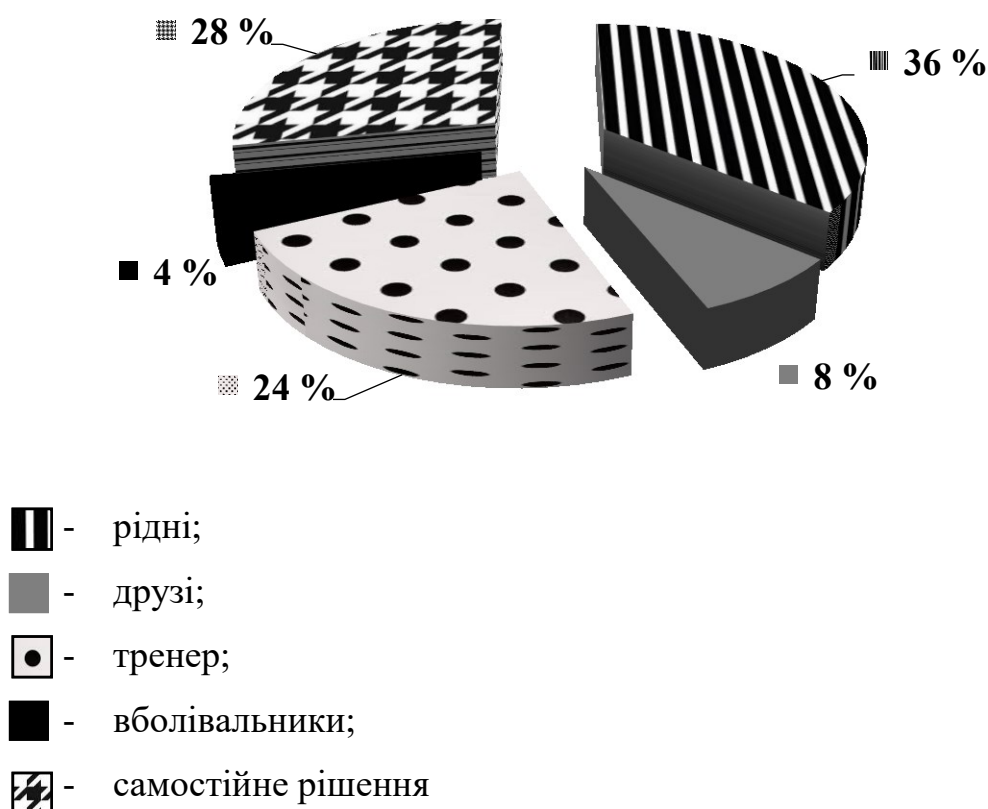 28 %
36 %
4 %
24 %
8 %
- рідні;
- друзі;
- тренер;
- вболівальники;
- самостійне рішення